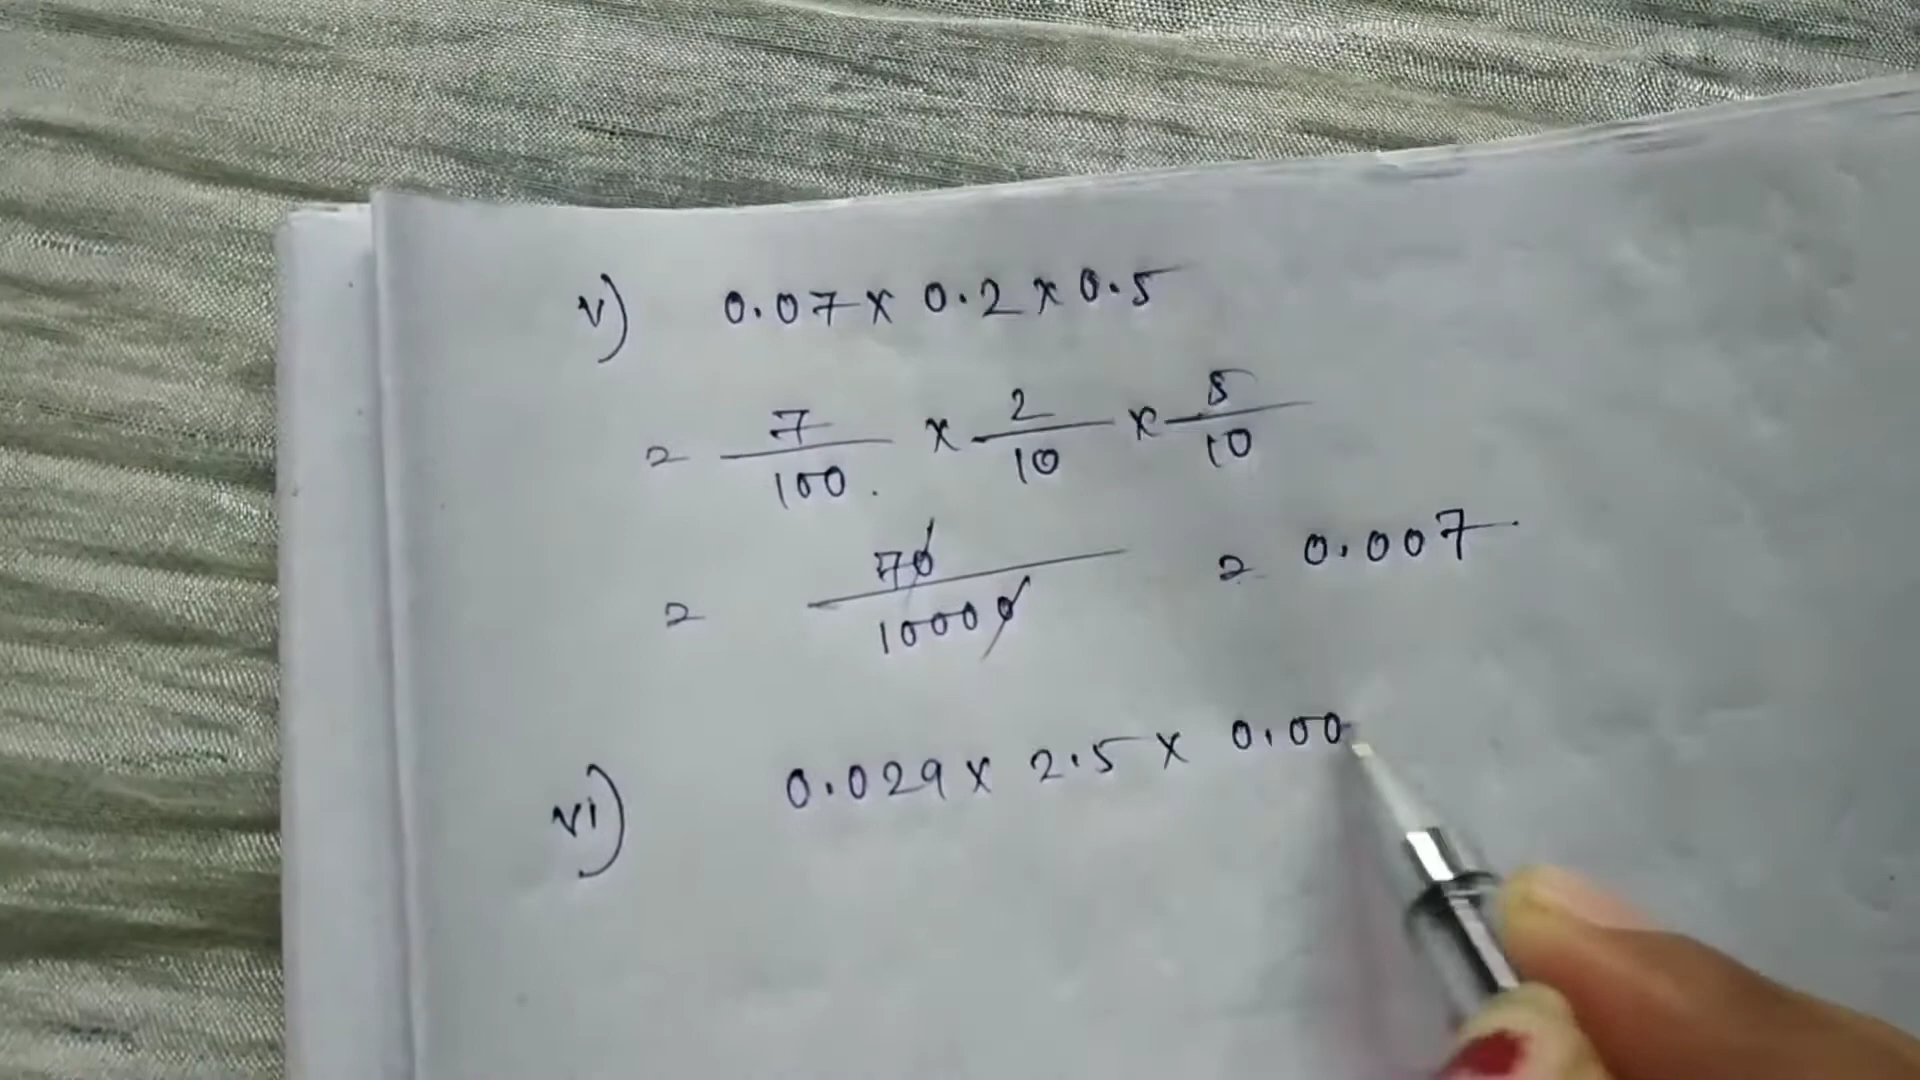 v) 0.07 x 0.2 x 0.5
= 7/100. x 2/10 x 5/10
= 70/10000 = 0.007
vi) 0.029 x 2.5 x 0.00